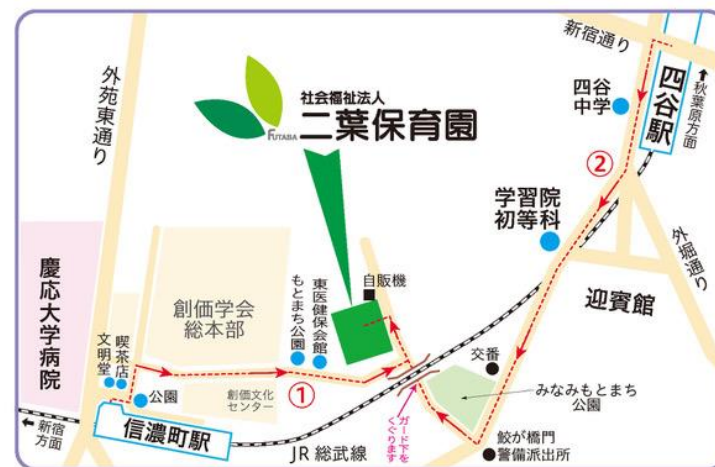 新宿通り
四谷駅
秋葉原方面
四谷
中学
②
外苑東通り
社会福祉法人
二葉保育園
FUTABA
学習院
初等科
外堀通り
迎賓館
慶応大学病院
創価学会
総本部
もとまち公園
東医健保会館
自販機
喫茶店
文明堂
公園
創価文化
センター
①
交番
みなみもとまち
公園
ガード下を
くぐります
新宿
方面
信濃町駅
JR 総武線
鮫が橋門
警備派出所